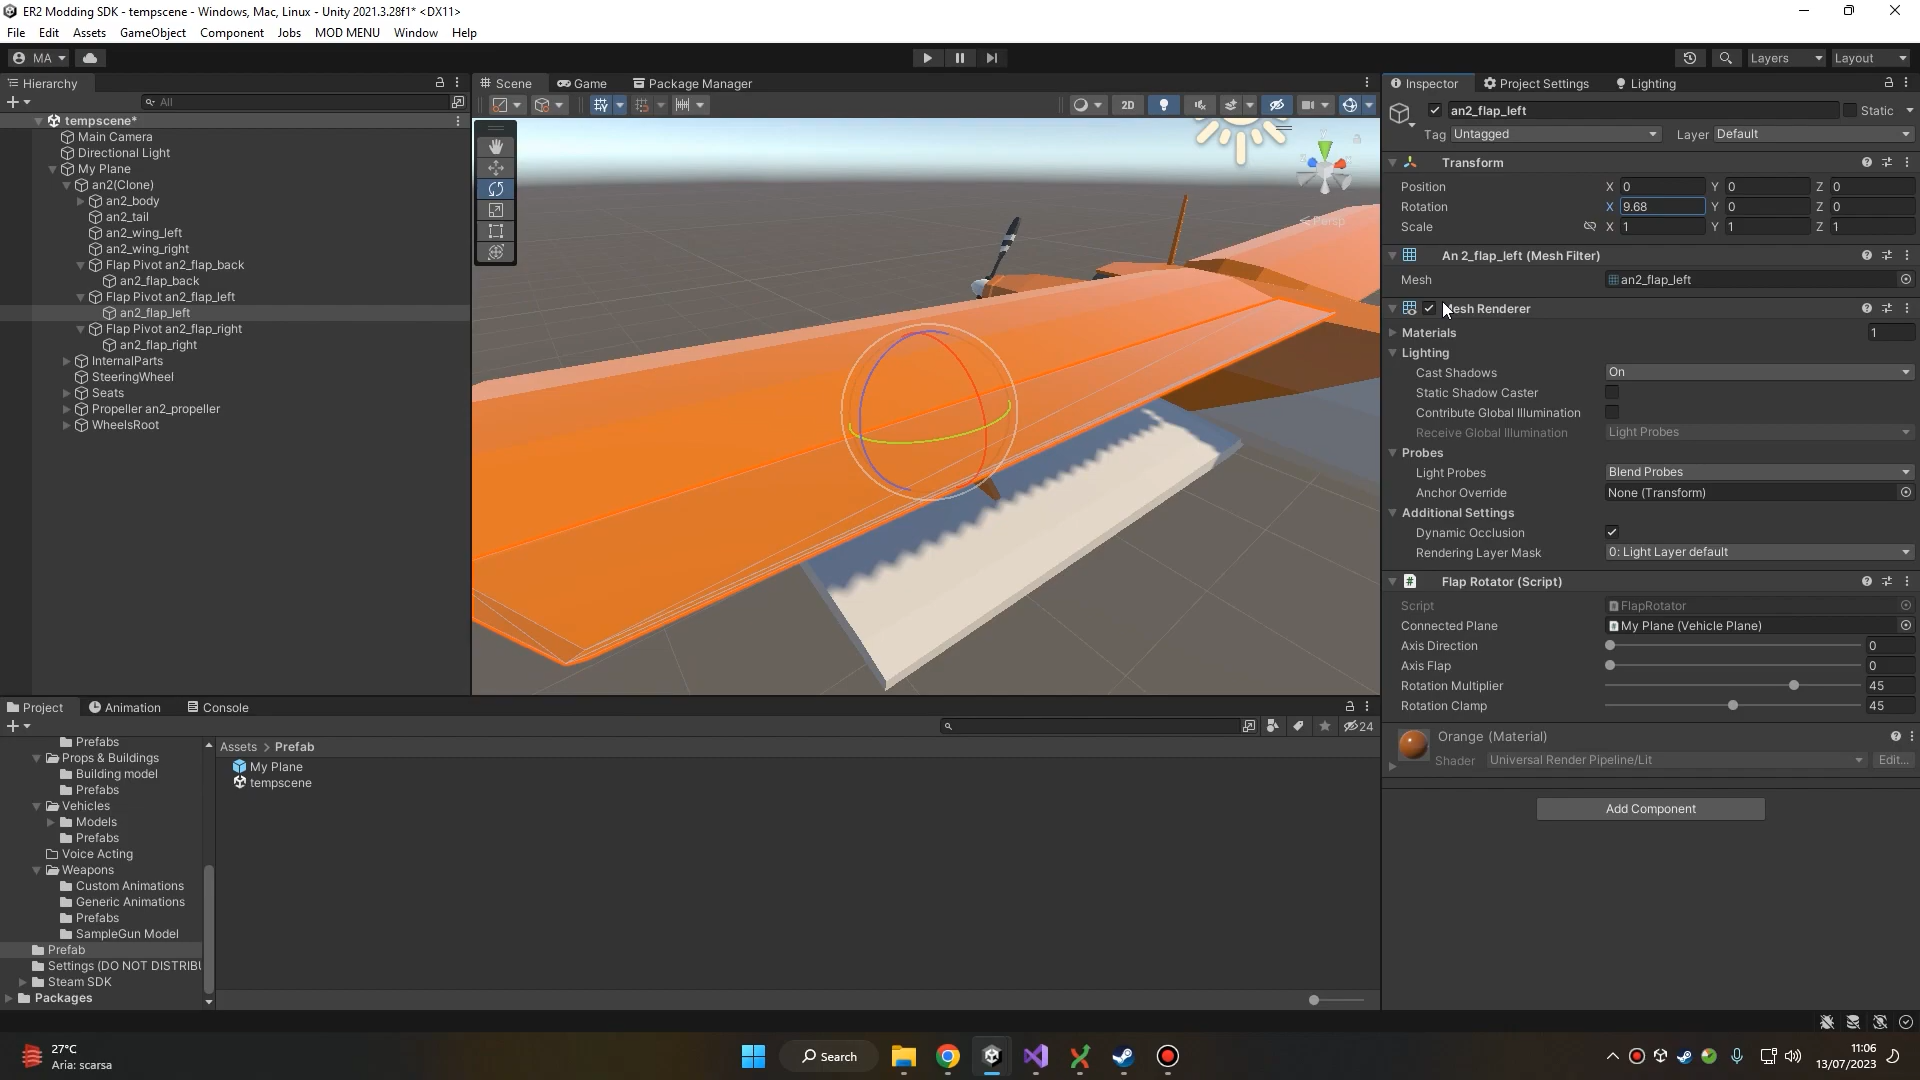 ER2 Modding SDK - tempscene - Windows, Mac, Linux - Unity 2021.3.28f1* <DX11>
File Edit Assets GameObject Component Jobs MOD MENU Window Help
MA
Layers Layout
Hierarchy
All
tempscene*
Main Camera
Directional Light
My Plane
an2(Clone)
an2_body
an2_tail
an2_wing_left
an2_wing_right
Flap Pivot an2_flap_back
an2_flap_back
Flap Pivot an2_flap_left
an2_flap_left
Flap Pivot an2_flap_right
an2_flap_right
InternalParts
SteeringWheel
Seats
Propeller an2_propeller
WheelsRoot
Scene Game Package Manager
2D
Persp
Inspector Project Settings Lighting
an2_flap_left Static
Tag Untagged Layer Default
Transform
Position X 0 Y 0 Z 0
Rotation X 9.68 Y 0 Z 0
Scale X 1 Y 1 Z 1
An 2_flap_left (Mesh Filter)
Mesh an2_flap_left
Mesh Renderer
Materials 1
Lighting
Cast Shadows On
Static Shadow Caster
Contribute Global Illumination
Receive Global Illumination Light Probes
Probes
Light Probes Blend Probes
Anchor Override None (Transform)
Additional Settings
Dynamic Occlusion
Rendering Layer Mask 0: Light Layer default
Flap Rotator (Script)
Script FlapRotator
Connected Plane My Plane (Vehicle Plane)
Axis Direction 0
Axis Flap 0
Rotation Multiplier 45
Rotation Clamp 45
Orange (Material)
Shader Universal Render Pipeline/Lit Edit...
Add Component
Project Animation Console
24
Prefabs
Props & Buildings
Building model
Prefabs
Vehicles
Models
Prefabs
Voice Acting
Weapons
Custom Animations
Generic Animations
Prefabs
SampleGun Model
Prefab
Settings (DO NOT DISTRIBU
Steam SDK
Packages
Assets > Prefab
My Plane
tempscene
27°C
Aria: scarsa
Search
11:06
13/07/2023